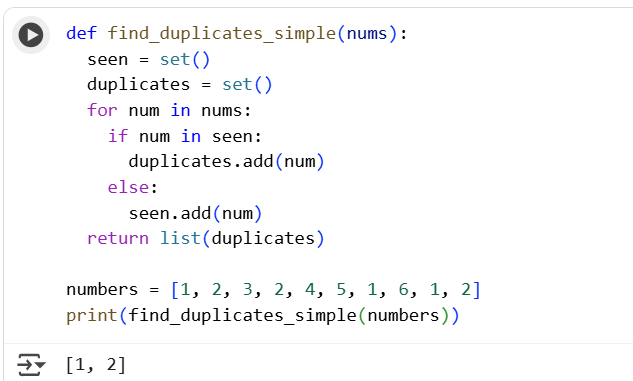 def find_duplicates_simple(nums):
  seen = set()
  duplicates = set()
  for num in nums:
    if num in seen:
      duplicates.add(num)
    else:
      seen.add(num)
  return list(duplicates)

numbers = [1, 2, 3, 2, 4, 5, 1, 6, 1, 2]
print(find_duplicates_simple(numbers))
[1, 2]